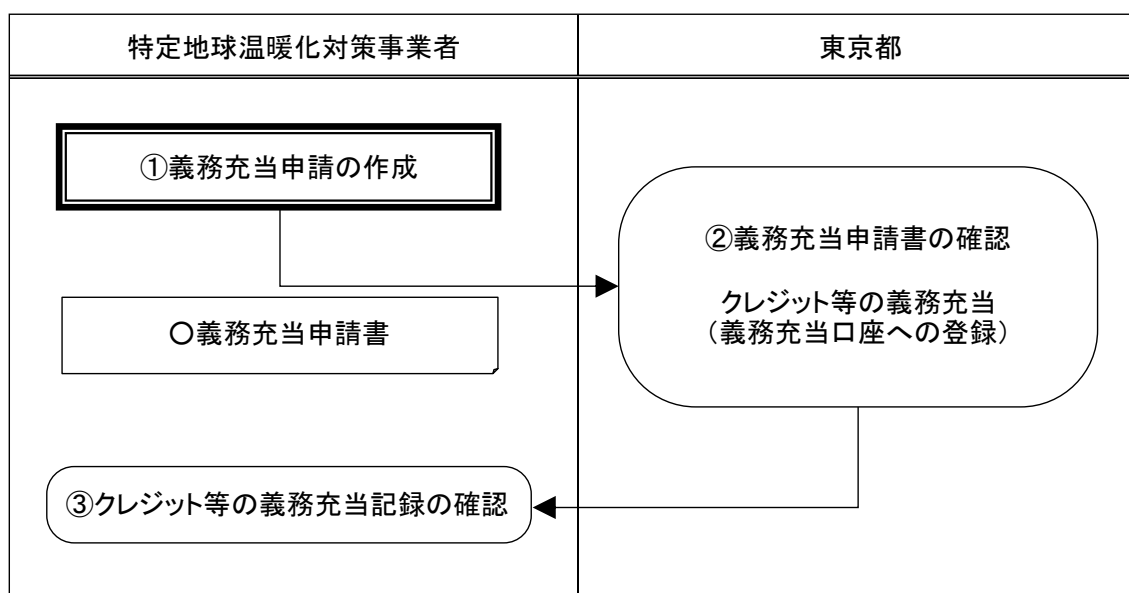 特定地球温暖化対策事業者
東京都
①義務充当申請の作成
②義務充当申請書の確認
クレジット等の義務充当
(義務充当口座への登録)
〇義務充当申請書
③クレジット等の義務充当記録の確認